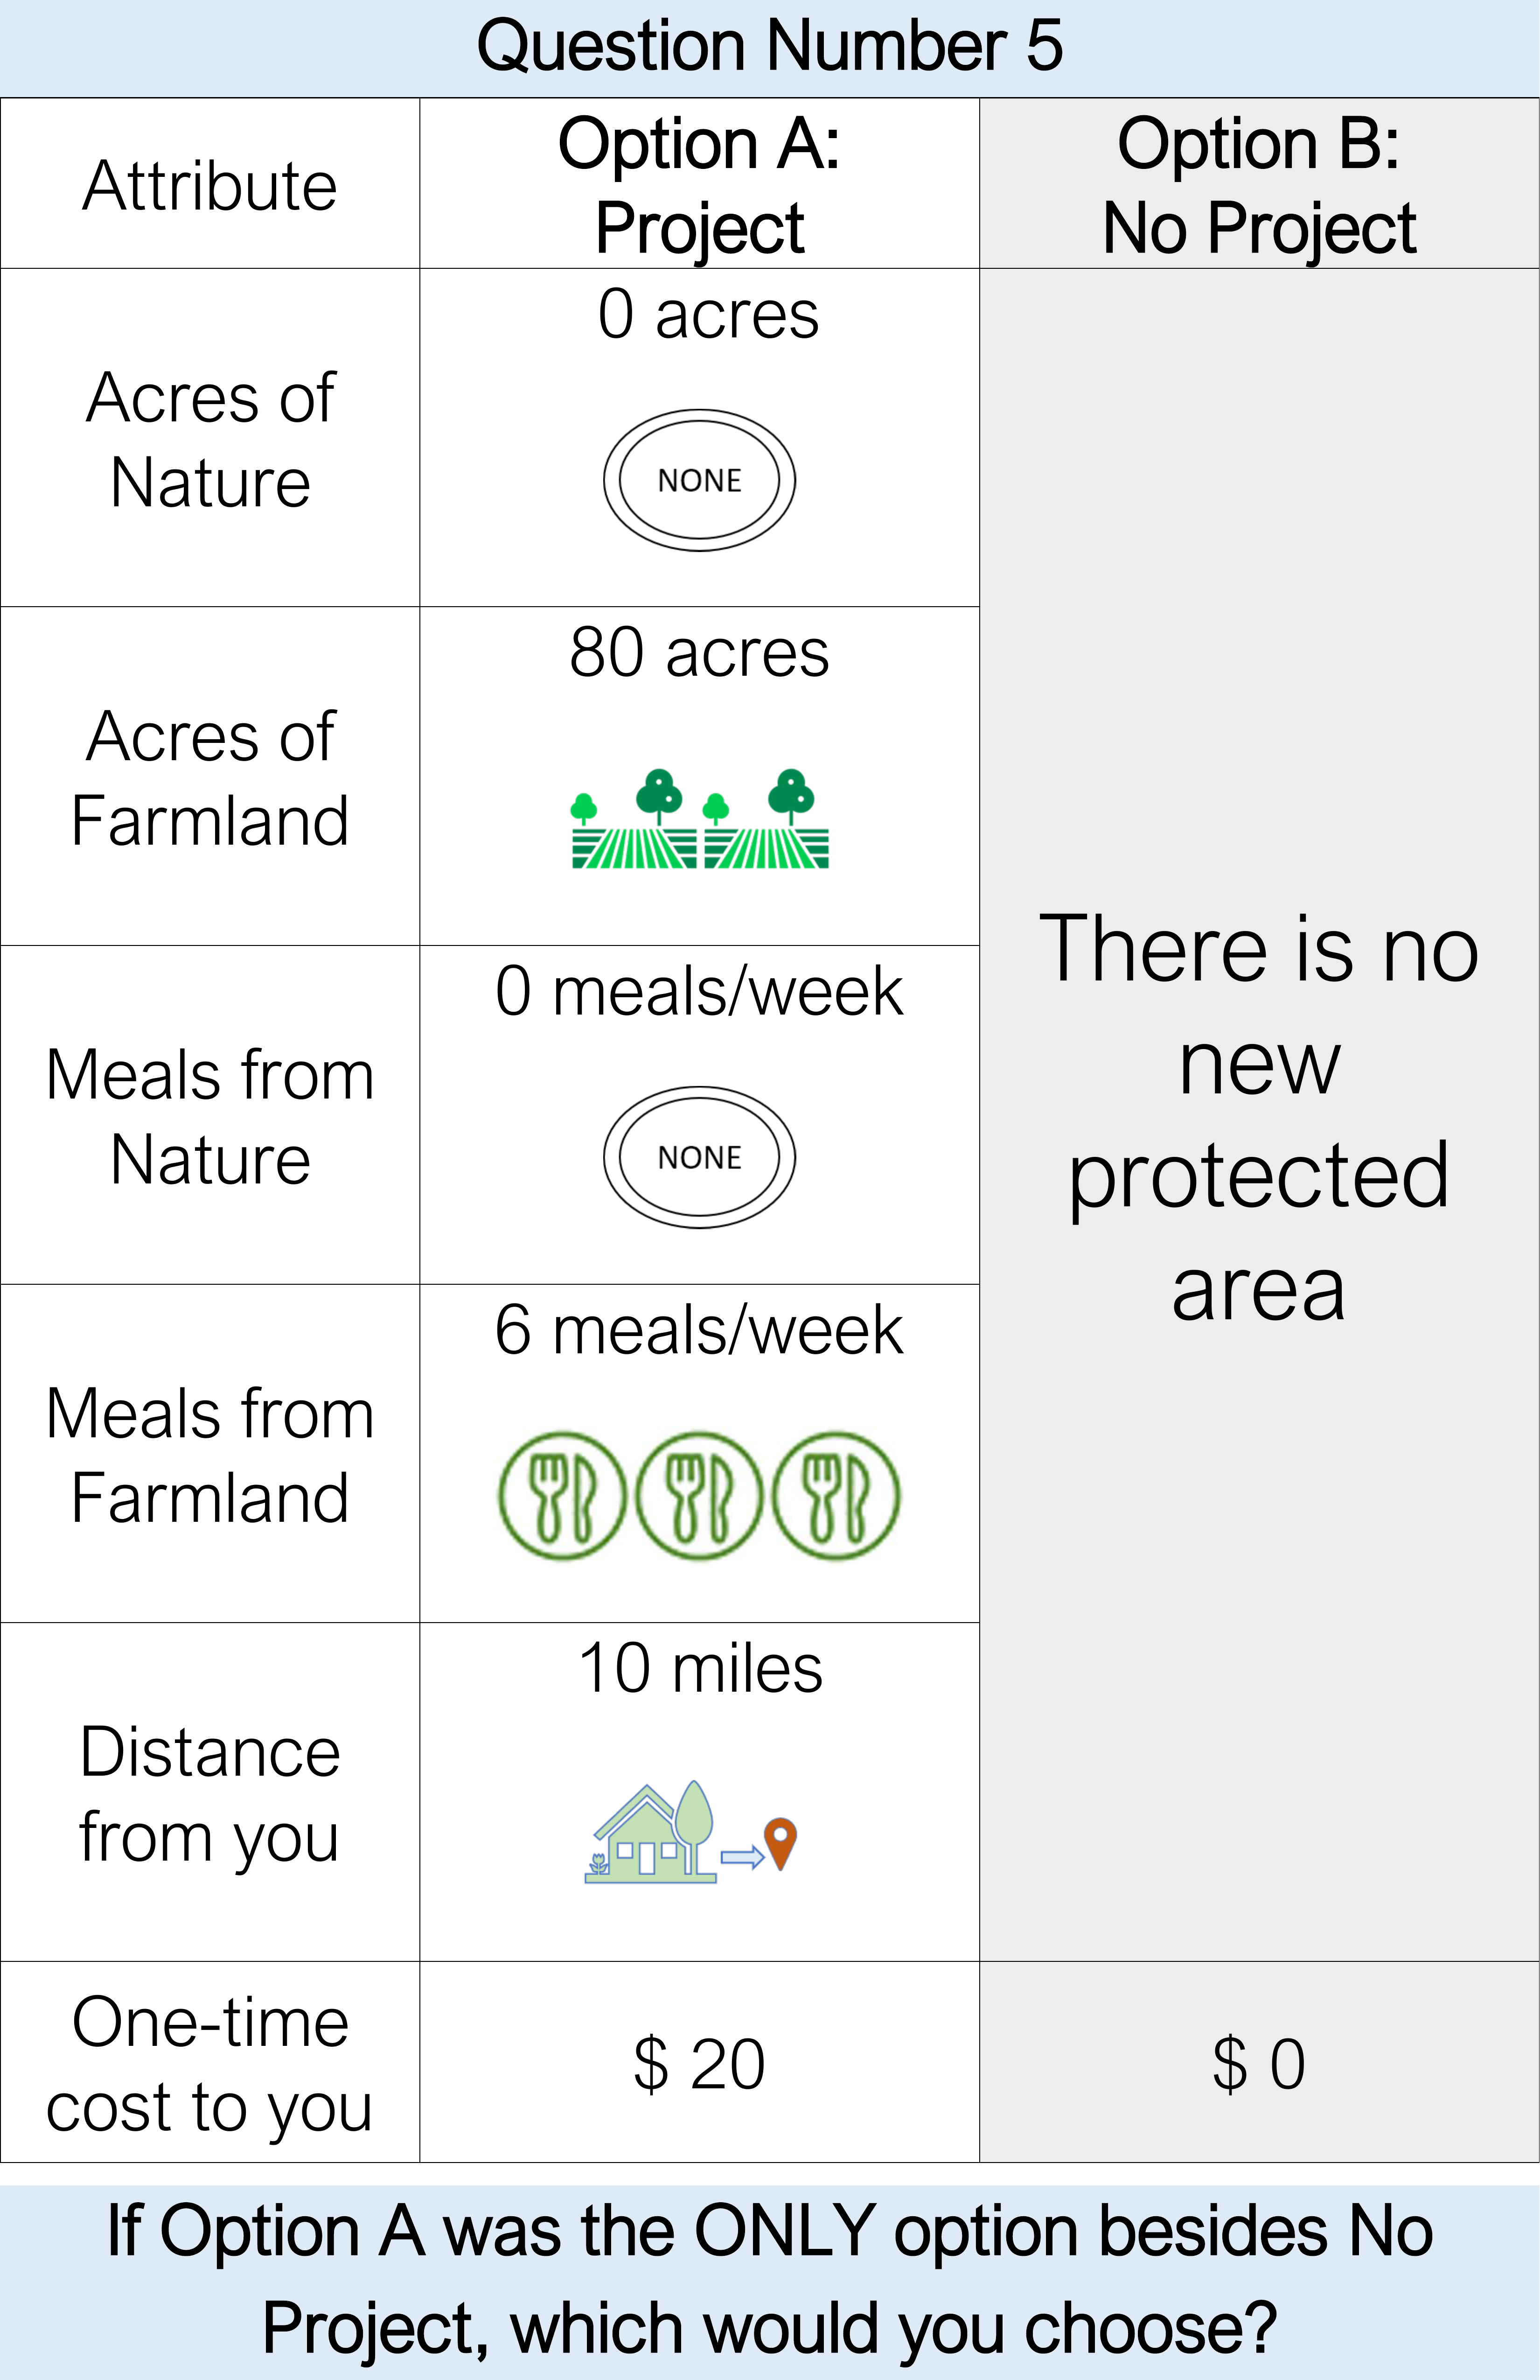 Question Number 5
Attribute
Option A:
Project
Option B:
No Project
Acres of
Nature
0 acres
NONE
Acres of
Farmland
80 acres
Meals from
Nature
0 meals/week
NONE
Meals from
Farmland
6 meals/week
Distance
from you
10 miles
There is no
new
protected
area
One-time
cost to you
$ 20
$ 0
If Option A was the ONLY option besides No
Project, which would you choose?